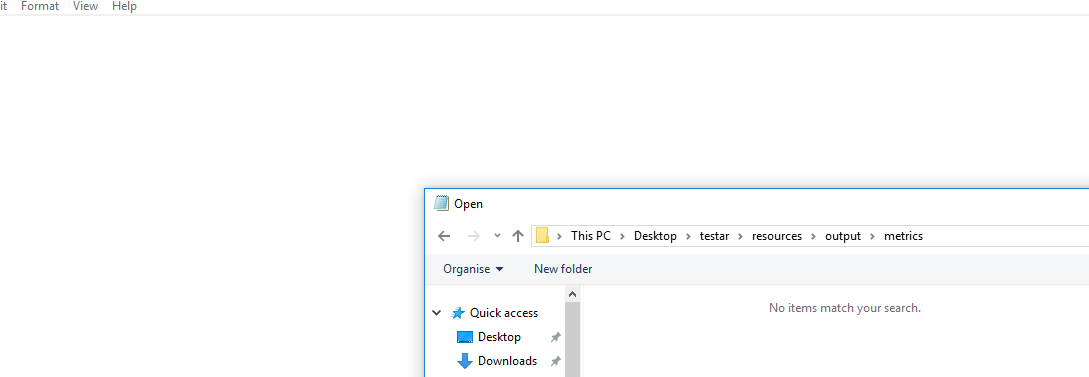 it Format View Help
Open
This PC > Desktop > testar > resources > output > metrics
Organise New folder
Quick access
No items match your search.
Desktop
Downloads